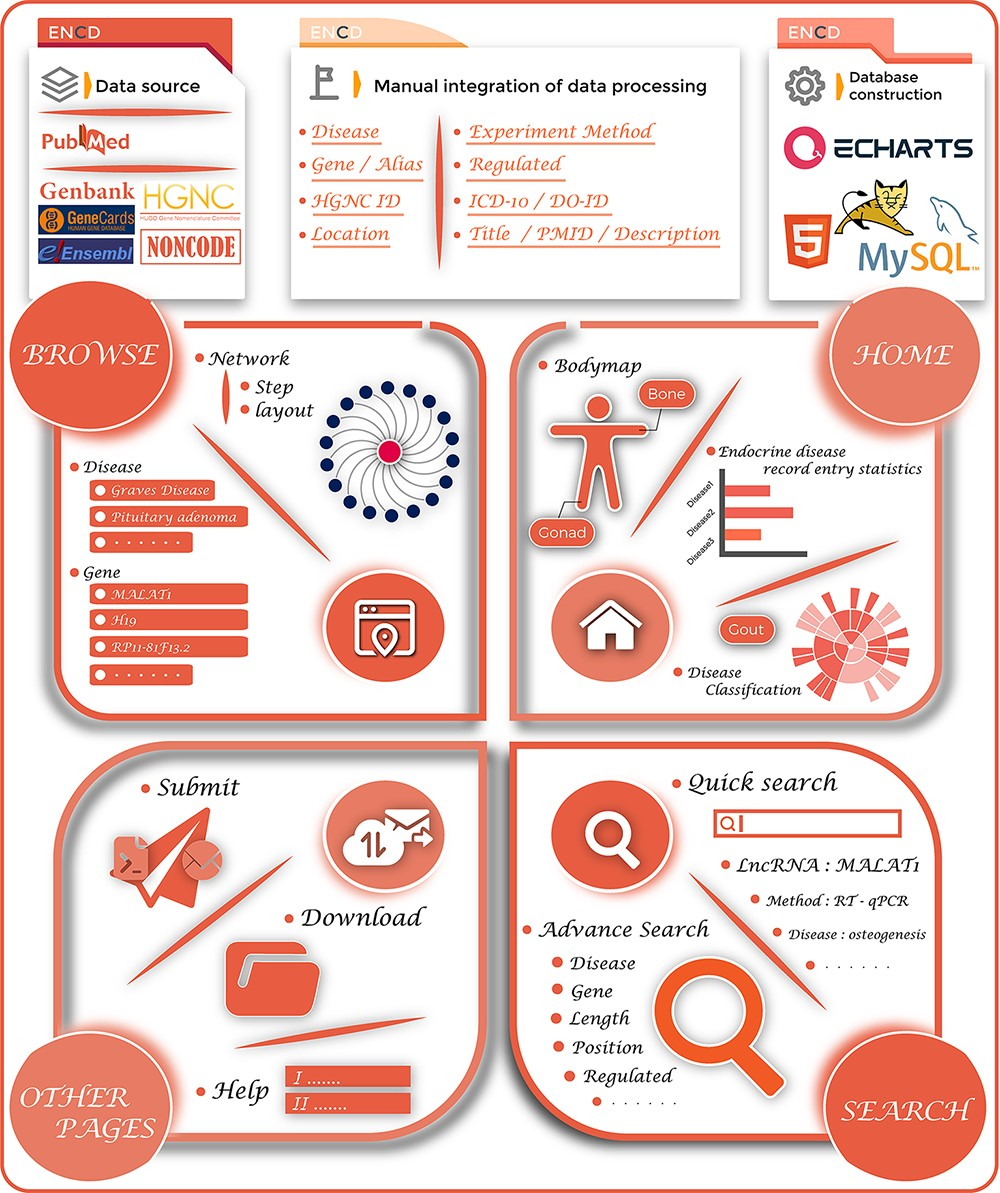 ENCD
Data source
PubMed
Genbank
HGNC
HUGO Gene Nomenclature Committee
GeneCards
HUMAN GENE DATABASE
e!Ensembl
NONCODE
ENCD
Manual integration of data processing
Disease
Gene / Alias
HGNC ID
Location
Experiment Method
Regulated
ICD-10 / DO-ID
Title / PMID / Description
ENCD
Database
construction
ECHARTS
5
MySQL™
BROWSE
Network
Step
layout
Disease
Graves Disease
Pituitary adenoma
. . . . . .
Gene
MALAT1
H19
RP11-81F13.2
. . . . . .
HOME
Bodymap
Bone
Gonad
Endocrine disease
record entry statistics
Disease1
Disease2
Disease3
Gout
Disease
Classification
OTHER
PAGES
Submit
Download
Help
I .......
II .......
SEARCH
Quick search
LncRNA : MALAT1
Method : RT - qPCR
Disease : osteogenesis
. . . . . .
Advance Search
Disease
Gene
Length
Position
Regulated
. . . . . .